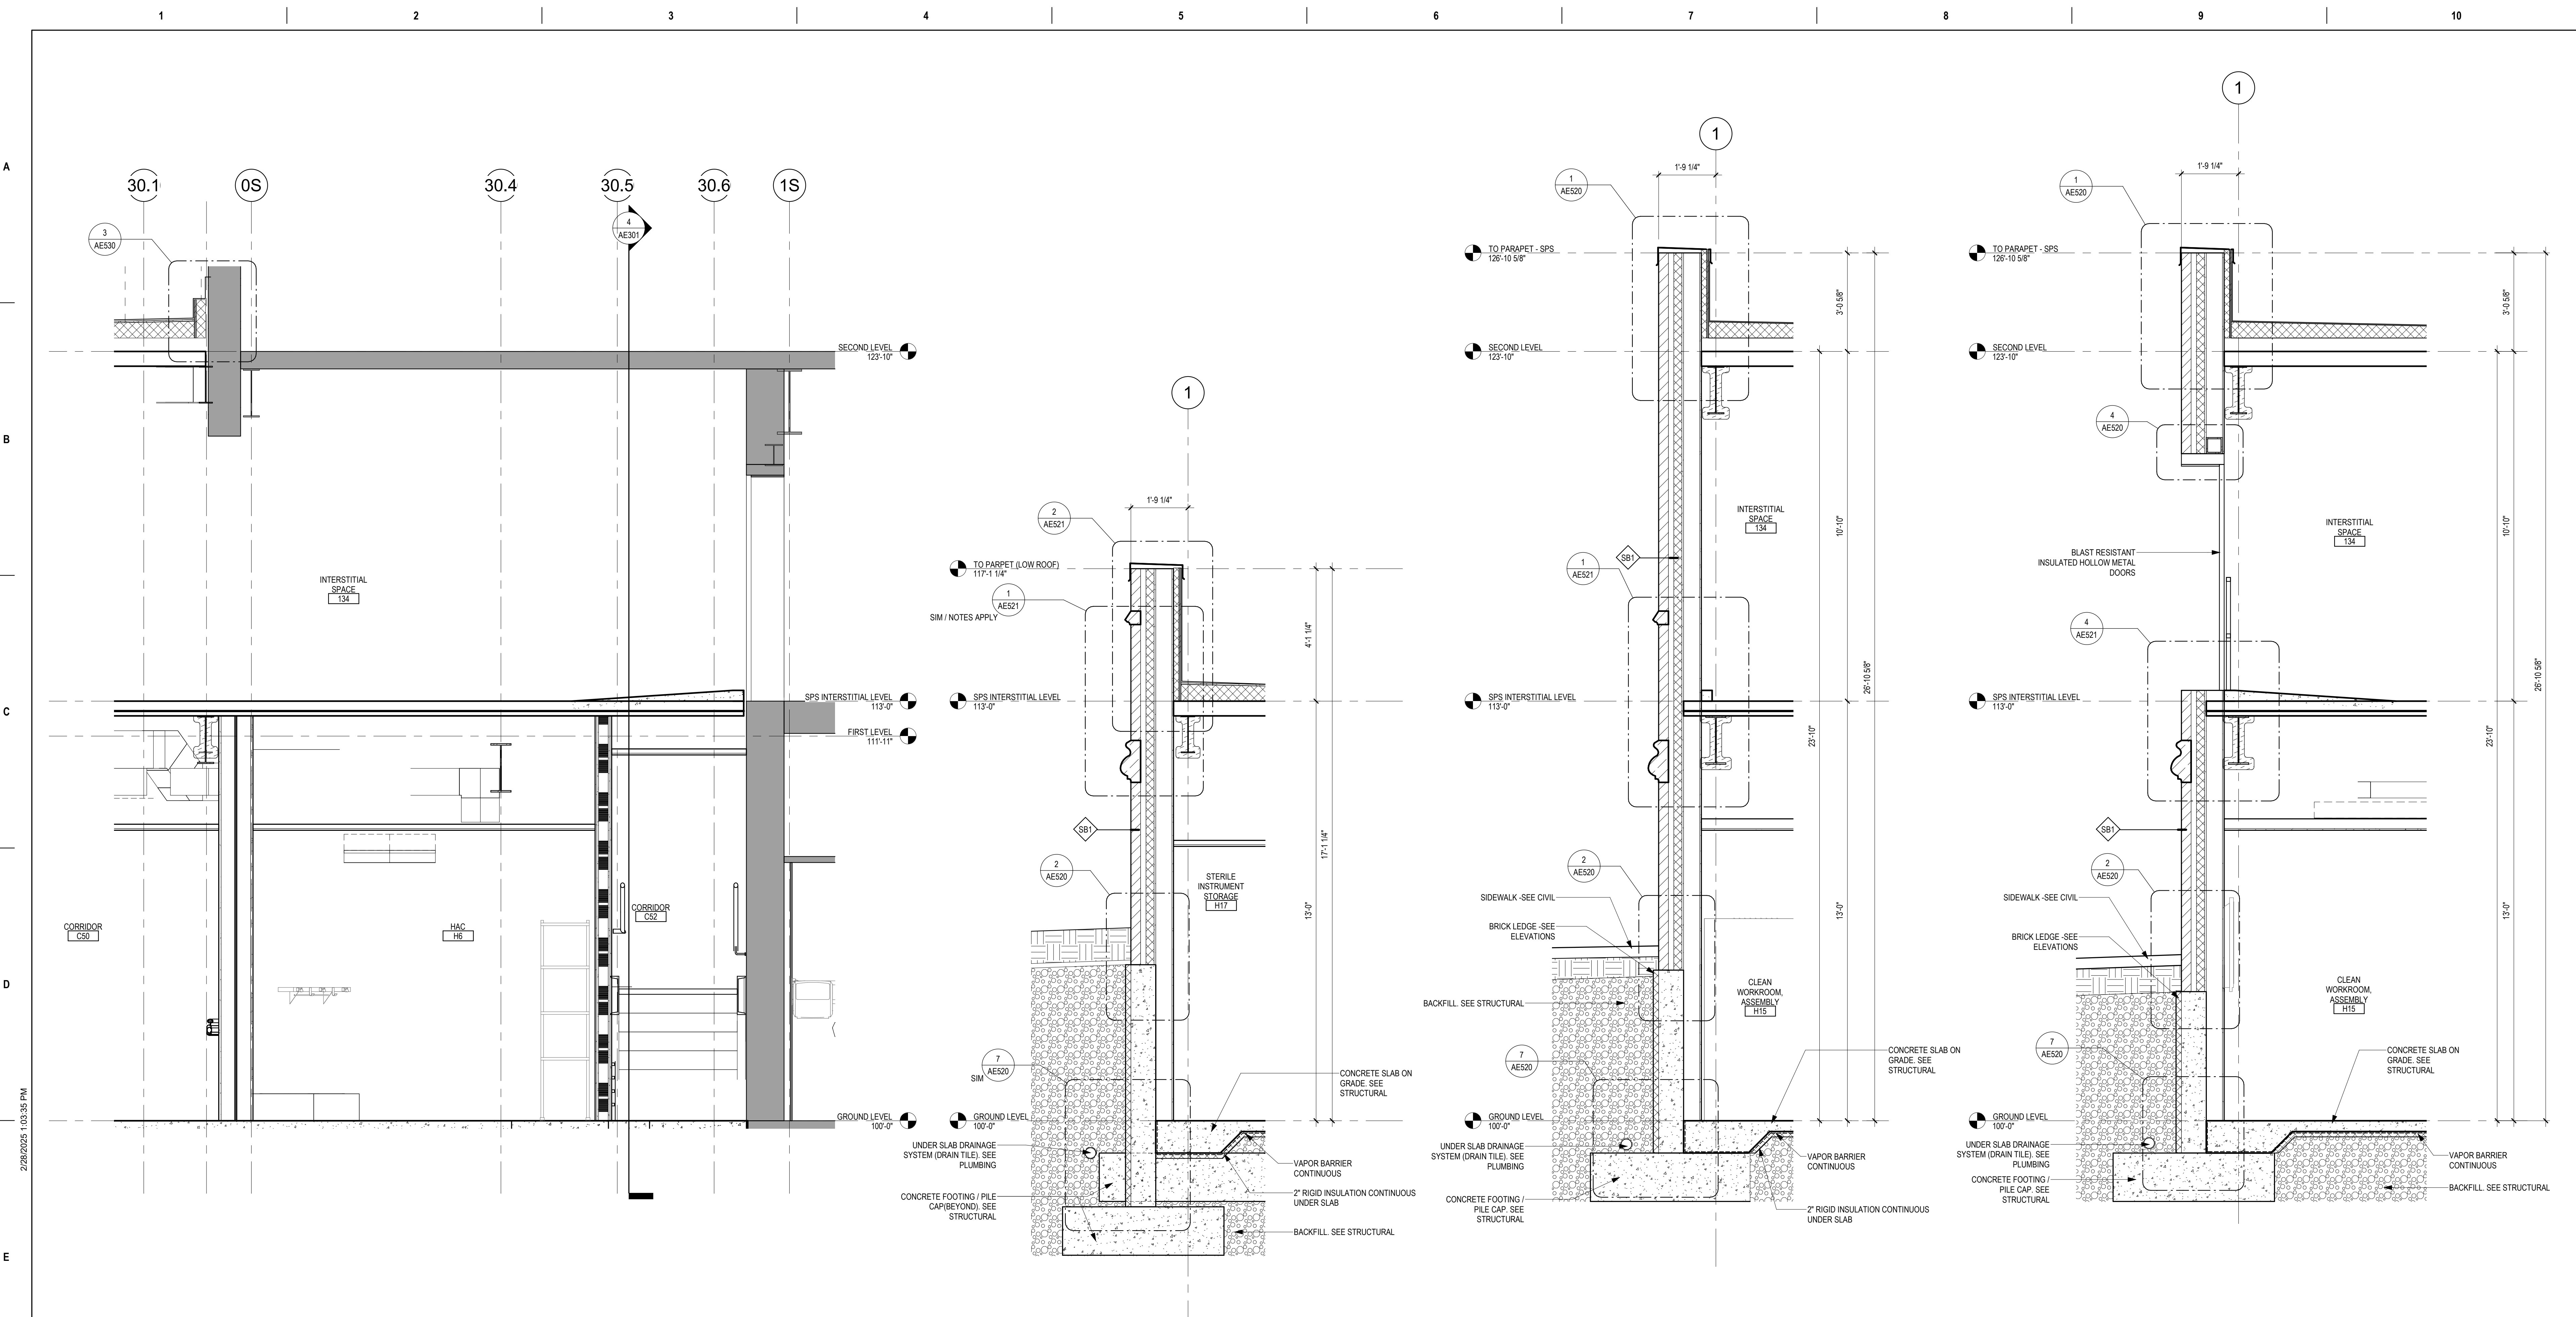 1 2 3 4 5 6 7 8 9 10
A
B
C
D
E
2/28/2025 1:03:35 PM
30.1
0S
30.4
30.5
30.6
1S
3
AE530
4
AE301
SECOND LEVEL
123'-10"
INTERSTITIAL
SPACE
134
SPS INTERSTITIAL LEVEL
113'-0"
FIRST LEVEL
111'-11"
CORRIDOR
C50
HAC
H6
CORRIDOR
C52
GROUND LEVEL
100'-0"
1
1'-9 1/4"
2
AE521
TO PARPET (LOW ROOF)
117'-1 1/4"
1
AE521
SIM / NOTES APPLY
4'-1 1/4"
SPS INTERSTITIAL LEVEL
113'-0"
SB1
17'-1 1/4"
2
AE520
STERILE
INSTRUMENT
STORAGE
H17
13'-0"
7
AE520
SIM
CONCRETE SLAB ON
GRADE. SEE
STRUCTURAL
GROUND LEVEL
100'-0"
UNDER SLAB DRAINAGE
SYSTEM (DRAIN TILE). SEE
PLUMBING
VAPOR BARRIER
CONTINUOUS
CONCRETE FOOTING / PILE
CAP(BEYOND). SEE
STRUCTURAL
2" RIGID INSULATION CONTINUOUS
UNDER SLAB
BACKFILL. SEE STRUCTURAL
1
1'-9 1/4"
1
AE520
TO PARAPET - SPS
126'-10 5/8"
3'-0 5/8"
SECOND LEVEL
123'-10"
INTERSTITIAL
SPACE
134
10'-10"
SB1
1
AE521
26'-10 5/8"
SPS INTERSTITIAL LEVEL
113'-0"
23'-10"
2
AE520
SIDEWALK -SEE CIVIL
13'-0"
BRICK LEDGE -SEE
ELEVATIONS
CLEAN
WORKROOM,
ASSEMBLY
H15
BACKFILL. SEE STRUCTURAL
7
AE520
CONCRETE SLAB ON
GRADE. SEE
STRUCTURAL
GROUND LEVEL
100'-0"
UNDER SLAB DRAINAGE
SYSTEM (DRAIN TILE). SEE
PLUMBING
VAPOR BARRIER
CONTINUOUS
CONCRETE FOOTING /
PILE CAP. SEE
STRUCTURAL
2" RIGID INSULATION CONTINUOUS
UNDER SLAB
1
1'-9 1/4"
1
AE520
TO PARAPET - SPS
126'-10 5/8"
3'-0 5/8"
SECOND LEVEL
123'-10"
4
AE520
INTERSTITIAL
SPACE
134
10'-10"
BLAST RESISTANT
INSULATED HOLLOW METAL
DOORS
4
AE521
26'-10 5/8"
SPS INTERSTITIAL LEVEL
113'-0"
23'-10"
SB1
2
AE520
SIDEWALK -SEE CIVIL
13'-0"
BRICK LEDGE -SEE
ELEVATIONS
CLEAN
WORKROOM,
ASSEMBLY
H15
7
AE520
CONCRETE SLAB ON
GRADE. SEE
STRUCTURAL
GROUND LEVEL
100'-0"
UNDER SLAB DRAINAGE
SYSTEM (DRAIN TILE). SEE
PLUMBING
VAPOR BARRIER
CONTINUOUS
CONCRETE FOOTING /
PILE CAP. SEE
STRUCTURAL
BACKFILL. SEE STRUCTURAL